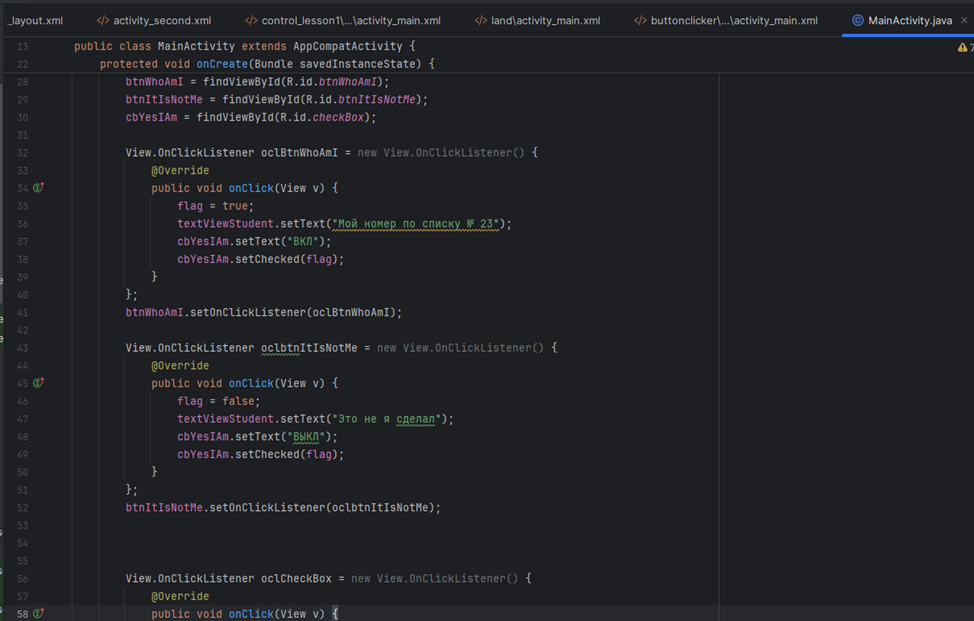 _layout.xml activity_second.xml control_lesson1\...\activity_main.xml land\activity_main.xml buttonclicker\...\activity_main.xml MainActivity.java
13 public class MainActivity extends AppCompatActivity {
22 protected void onCreate(Bundle savedInstanceState) {
28 btnWhoAmI = findViewById(R.id.btnWhoAmI);
29 btnItIsNotMe = findViewById(R.id.btnItIsNotMe);
30 cbYesIAm = findViewById(R.id.checkBox);
31
32 View.OnClickListener oclBtnWhoAmI = new View.OnClickListener() {
33 @Override
34 public void onClick(View v) {
35 flag = true;
36 textViewStudent.setText("Мой номер по списку № 23");
37 cbYesIAm.setText("ВКЛ");
38 cbYesIAm.setChecked(flag);
39 }
40 };
41 btnWhoAmI.setOnClickListener(oclBtnWhoAmI);
42
43 View.OnClickListener oclbtnItIsNotMe = new View.OnClickListener() {
44 @Override
45 public void onClick(View v) {
46 flag = false;
47 textViewStudent.setText("Это не я сделал");
48 cbYesIAm.setText("ВЫКЛ");
49 cbYesIAm.setChecked(flag);
50 }
51 };
52 btnItIsNotMe.setOnClickListener(oclbtnItIsNotMe);
53
54
55
56 View.OnClickListener oclCheckBox = new View.OnClickListener() {
57 @Override
58 public void onClick(View v) {